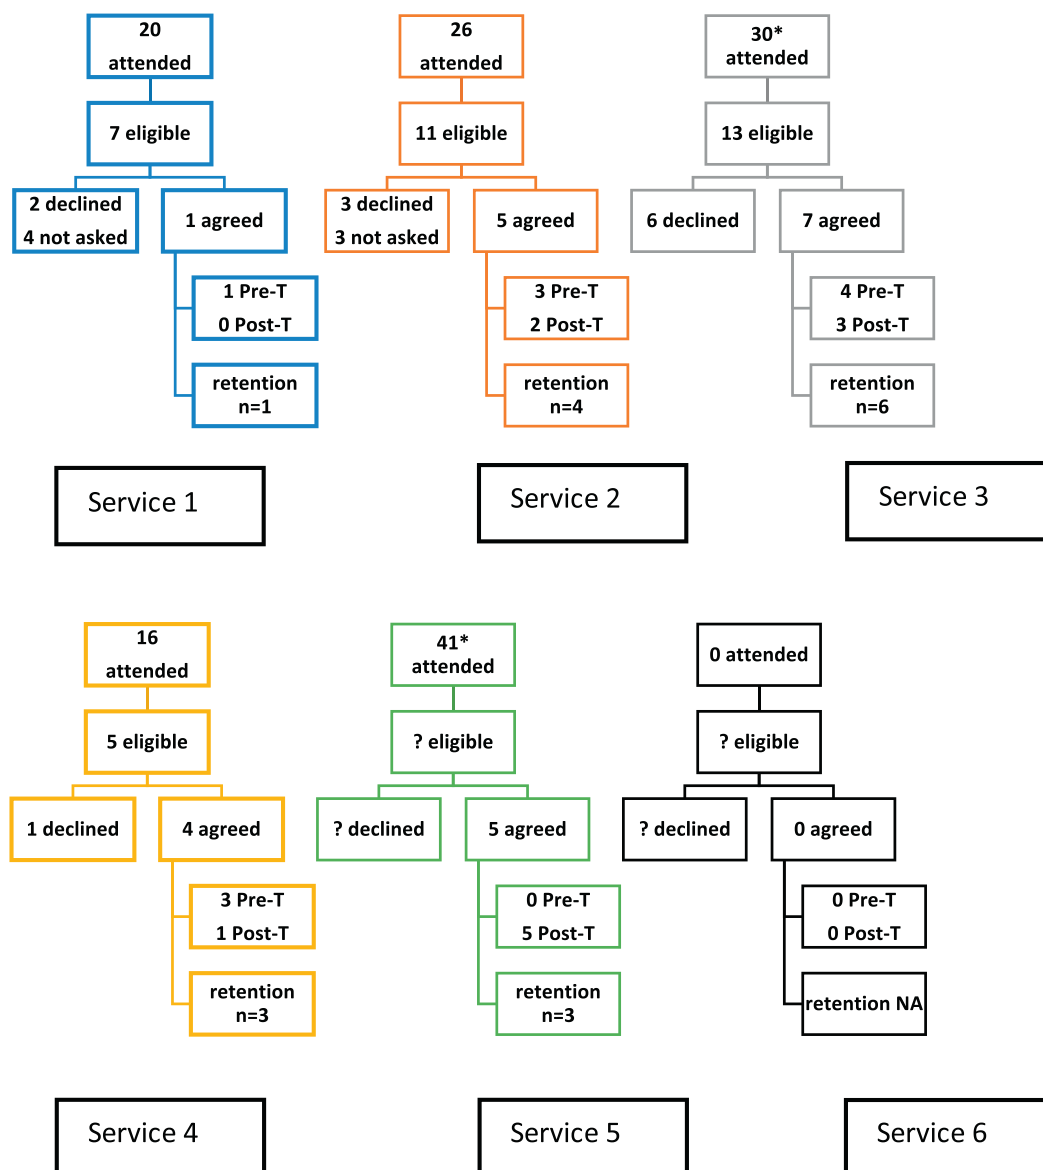 20
attended
7 eligible
2 declined
4 not asked
1 agreed
1 Pre-T
0 Post-T
retention
n=1
Service 1
26
attended
11 eligible
3 declined
3 not asked
5 agreed
3 Pre-T
2 Post-T
retention
n=4
Service 2
30*
attended
13 eligible
6 declined
7 agreed
4 Pre-T
3 Post-T
retention
n=6
Service 3
16
attended
5 eligible
1 declined
4 agreed
3 Pre-T
1 Post-T
retention
n=3
Service 4
41*
attended
? eligible
? declined
5 agreed
0 Pre-T
5 Post-T
retention
n=3
Service 5
0 attended
? eligible
? declined
0 agreed
0 Pre-T
0 Post-T
retention NA
Service 6